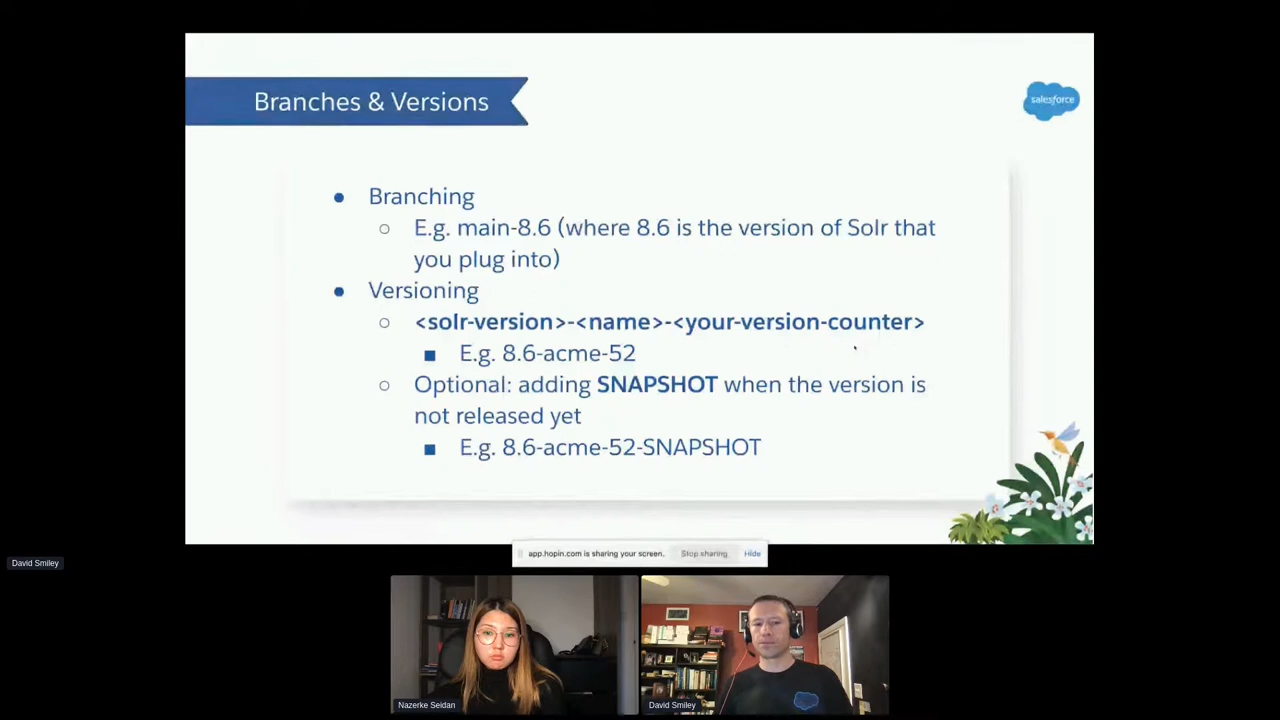 Branches & Versions
salesforce
● Branching
○ E.g. main-8.6 (where 8.6 is the version of Solr that
you plug into)
● Versioning
○ <solr-version>-<name>-<your-version-counter>
■ E.g. 8.6-acme-52
○ Optional: adding SNAPSHOT when the version is
not released yet
■ E.g. 8.6-acme-52-SNAPSHOT
app.hopin.com is sharing your screen. Stop sharing Hide
David Smiley
Nazerke Seidan
David Smiley